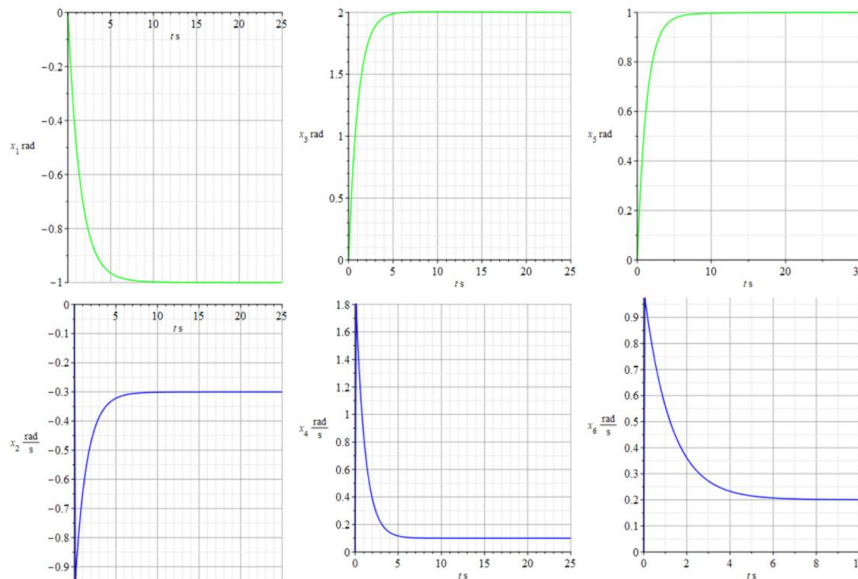 0
5 10 15 20 25
t s
−0.2
−0.4
x₁ rad
−0.6
−0.8
−1
2
1.5
x₃ rad
1
0.5
0
0 5 10 15 20 25
t s
1
0.8
0.6
x₅ rad
0.4
0.2
0
0 10 20 30
t s
0
5 10 15 20 25
t s
−0.1
−0.2
−0.3
−0.4
x₂ rad/s
−0.5
−0.6
−0.7
−0.8
−0.9
1.8
1.6
1.4
1.2
1
x₄ rad/s
0.8
0.6
0.4
0.2
0
0 5 10 15 20 25
t s
0.9
0.8
0.7
0.6
0.5
x₆ rad/s
0.4
0.3
0.2
0.1
0
0 2 4 6 8 10
t s